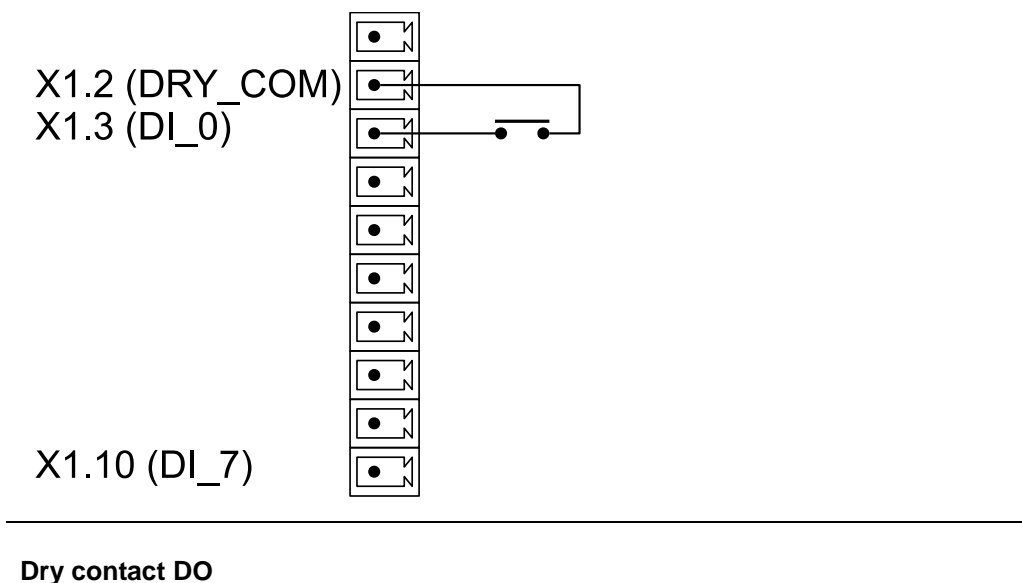 X1.2 (DRY_COM)
X1.3 (DI_0)
X1.10 (DI_7)
Dry contact DO